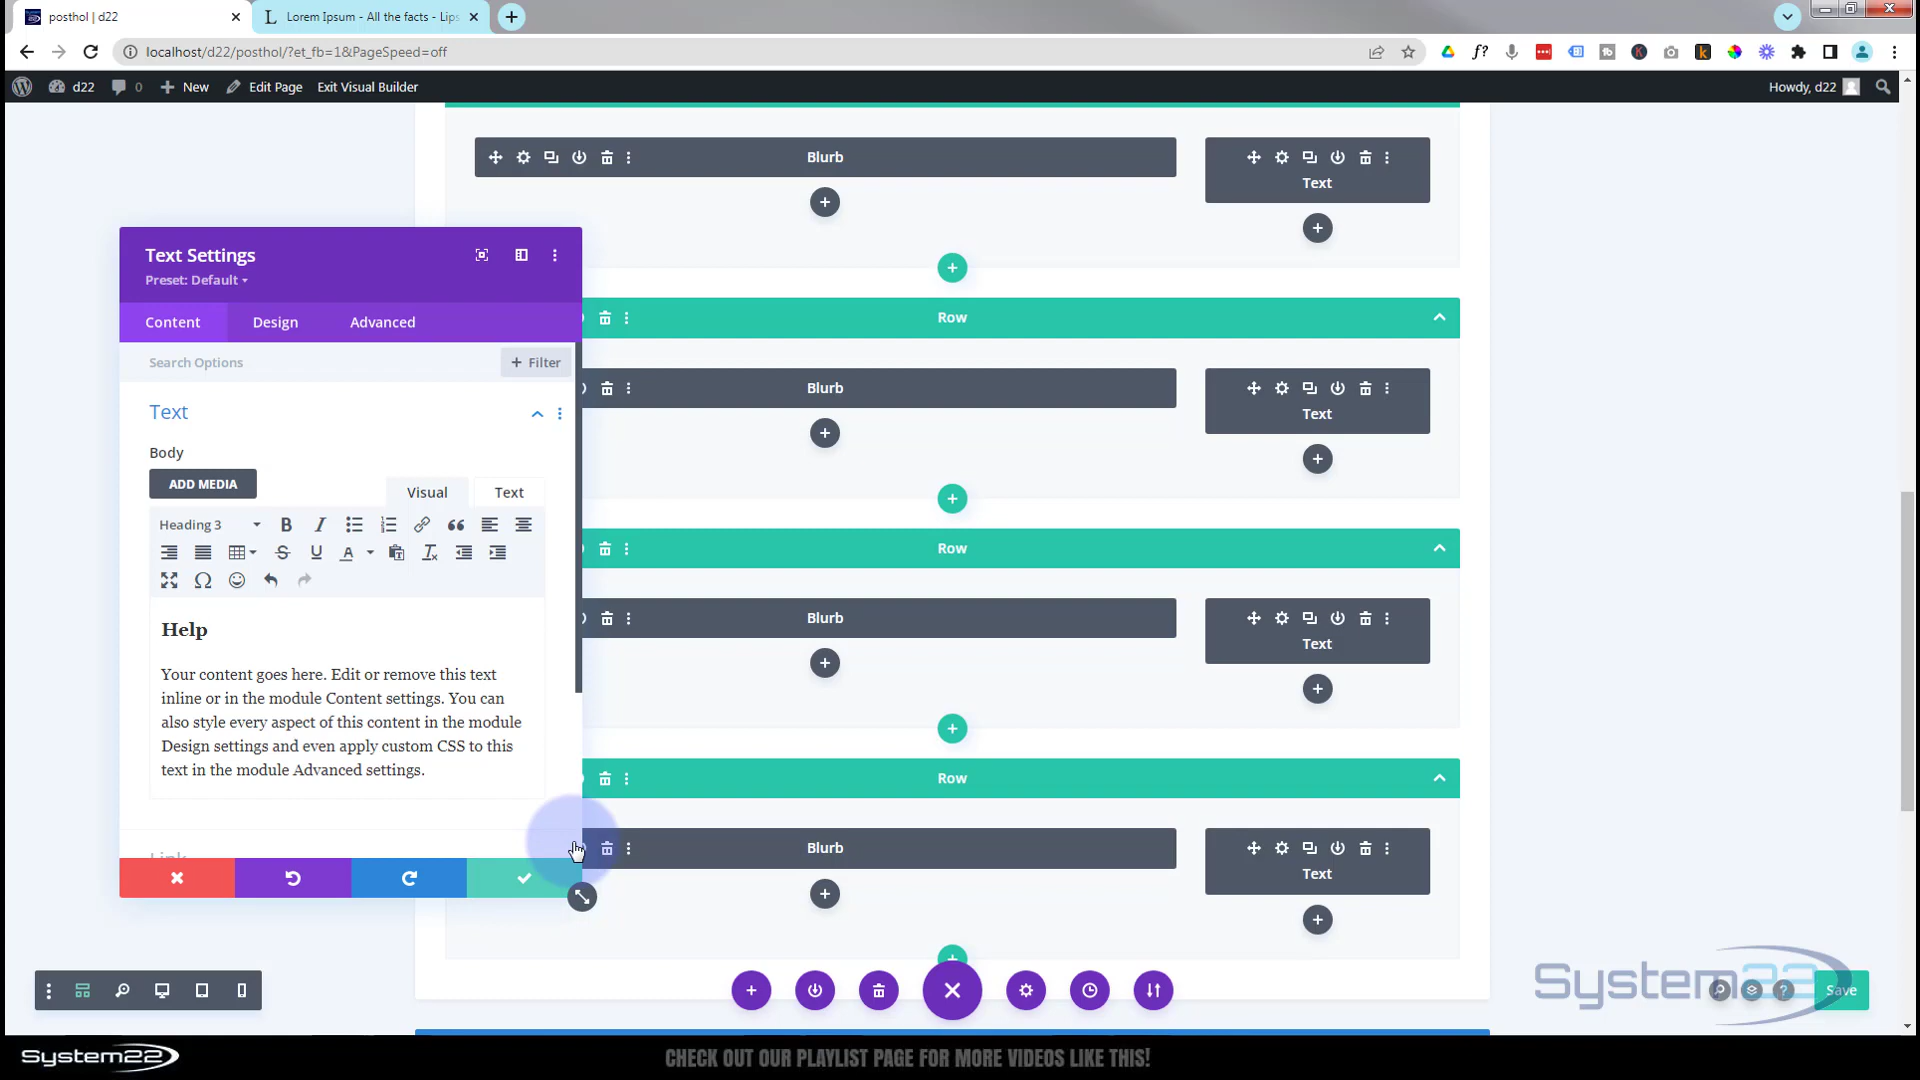 posthol | d22
L Lorem Ipsum - All the facts - Lips
localhost/d22/posthol/?et_fb=1&PageSpeed=off
f?
d22
0
New
Edit Page
Exit Visual Builder
Howdy, d22
Blurb
Text
Text Settings
Preset: Default
Row
Content
Design
Advanced
Search Options
+ Filter
Blurb
Text
Text
Body
ADD MEDIA
Visual
Text
Heading 3
Row
Help
Blurb
Text
Your content goes here. Edit or remove this text
inline or in the module Content settings. You can
also style every aspect of this content in the module
Design settings and even apply custom CSS to this
text in the module Advanced settings.
Row
Blurb
Text
Link
System22
Save
System22
CHECK OUT OUR PLAYLIST PAGE FOR MORE VIDEOS LIKE THIS!